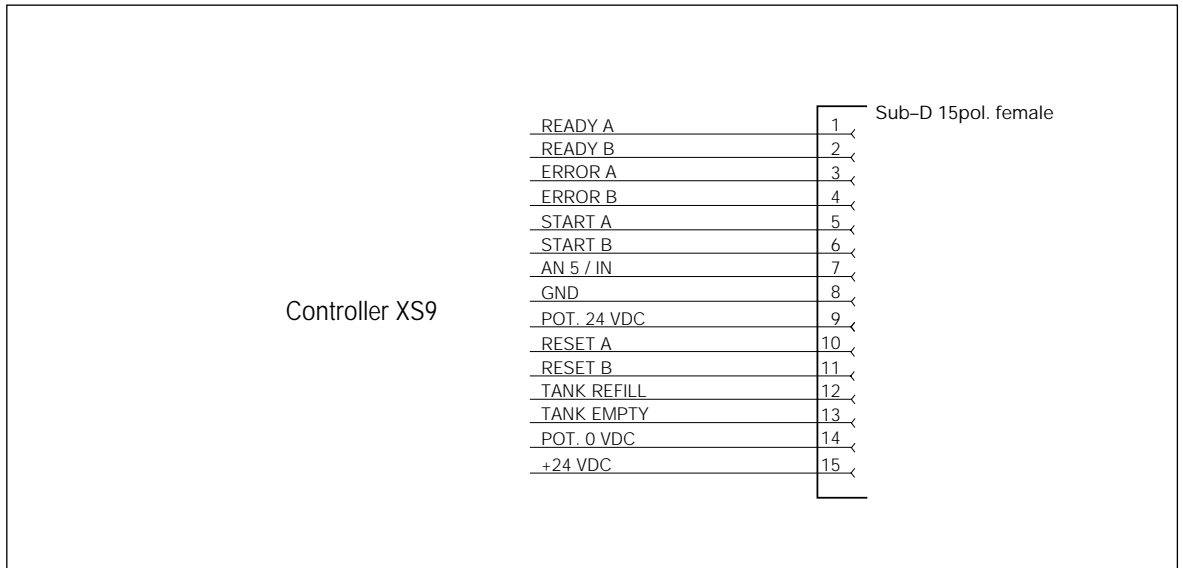 Sub–D 15pol. female
READY A 1
READY B 2
ERROR A 3
ERROR B 4
START A 5
START B 6
AN 5 / IN 7
GND 8
Controller XS9
POT. 24 VDC 9
RESET A 10
RESET B 11
TANK REFILL 12
TANK EMPTY 13
POT. 0 VDC 14
+24 VDC 15